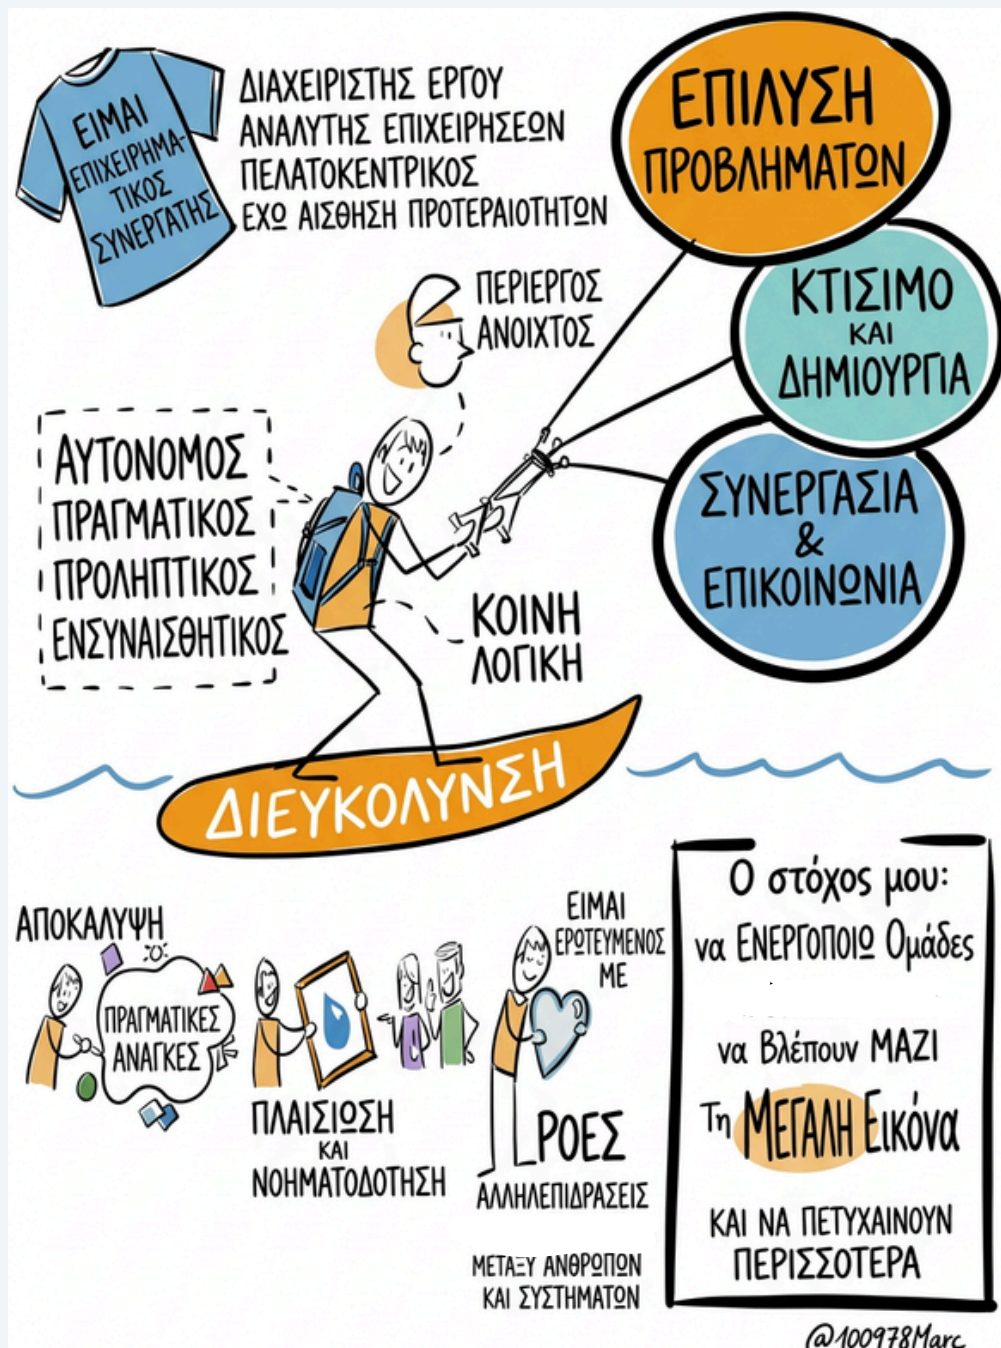 ΕΙΜΑΙ
ΕΠΙΧΕΙΡΗΜΑ-
ΤΙΚΟΣ
ΣΥΝΕΡΓΑΤΗΣ
ΔΙΑΧΕΙΡΙΣΤΗΣ ΕΡΓΟΥ
ΑΝΑΛΥΤΗΣ ΕΠΙΧΕΙΡΗΣΕΩΝ
ΠΕΛΑΤΟΚΕΝΤΡΙΚΟΣ
ΕΧΩ ΑΙΣΘΗΣΗ ΠΡΟΤΕΡΑΙΟΤΗΤΩΝ
ΕΠΙΛΥΣΗ
ΠΡΟΒΛΗΜΑΤΩΝ
ΚΤΙΣΙΜΟ
ΚΑΙ
ΔΗΜΙΟΥΡΓΙΑ
ΣΥΝΕΡΓΑΣΙΑ
&
ΕΠΙΚΟΙΝΩΝΙΑ
ΠΕΡΙΕΡΓΟΣ
ΑΝΟΙΧΤΟΣ
ΑΥΤΟΝΟΜΟΣ
ΠΡΑΓΜΑΤΙΚΟΣ
ΠΡΟΛΗΠΤΙΚΟΣ
ΕΝΣΥΝΑΙΣΘΗΤΙΚΟΣ
ΚΟΙΝΗ
ΛΟΓΙΚΗ
ΔΙΕΥΚΟΛΥΝΣΗ
ΑΠΟΚΑΛΥΨΗ
ΠΡΑΓΜΑΤΙΚΕΣ
ΑΝΑΓΚΕΣ
ΠΛΑΙΣΙΩΣΗ
ΚΑΙ
ΝΟΗΜΑΤΟΔΟΤΗΣΗ
ΕΙΜΑΙ
ΕΡΩΤΕΥΜΕΝΟΣ
ΜΕ
ΡΟΕΣ
ΑΛΛΗΛΕΠΙΔΡΑΣΕΙΣ
ΜΕΤΑΞΥ ΑΝΘΡΩΠΩΝ
ΚΑΙ ΣΥΣΤΗΜΑΤΩΝ
Ο στόχος μου:
να ΕΝΕΡΓΟΠΟΙΩ Ομάδες
να Βλέπουν ΜΑΖΙ
Τη ΜΕΓΑΛΗ Εικόνα
ΚΑΙ ΝΑ ΠΕΤΥΧΑΙΝΟΥΝ
ΠΕΡΙΣΣΟΤΕΡΑ
@100978Marc